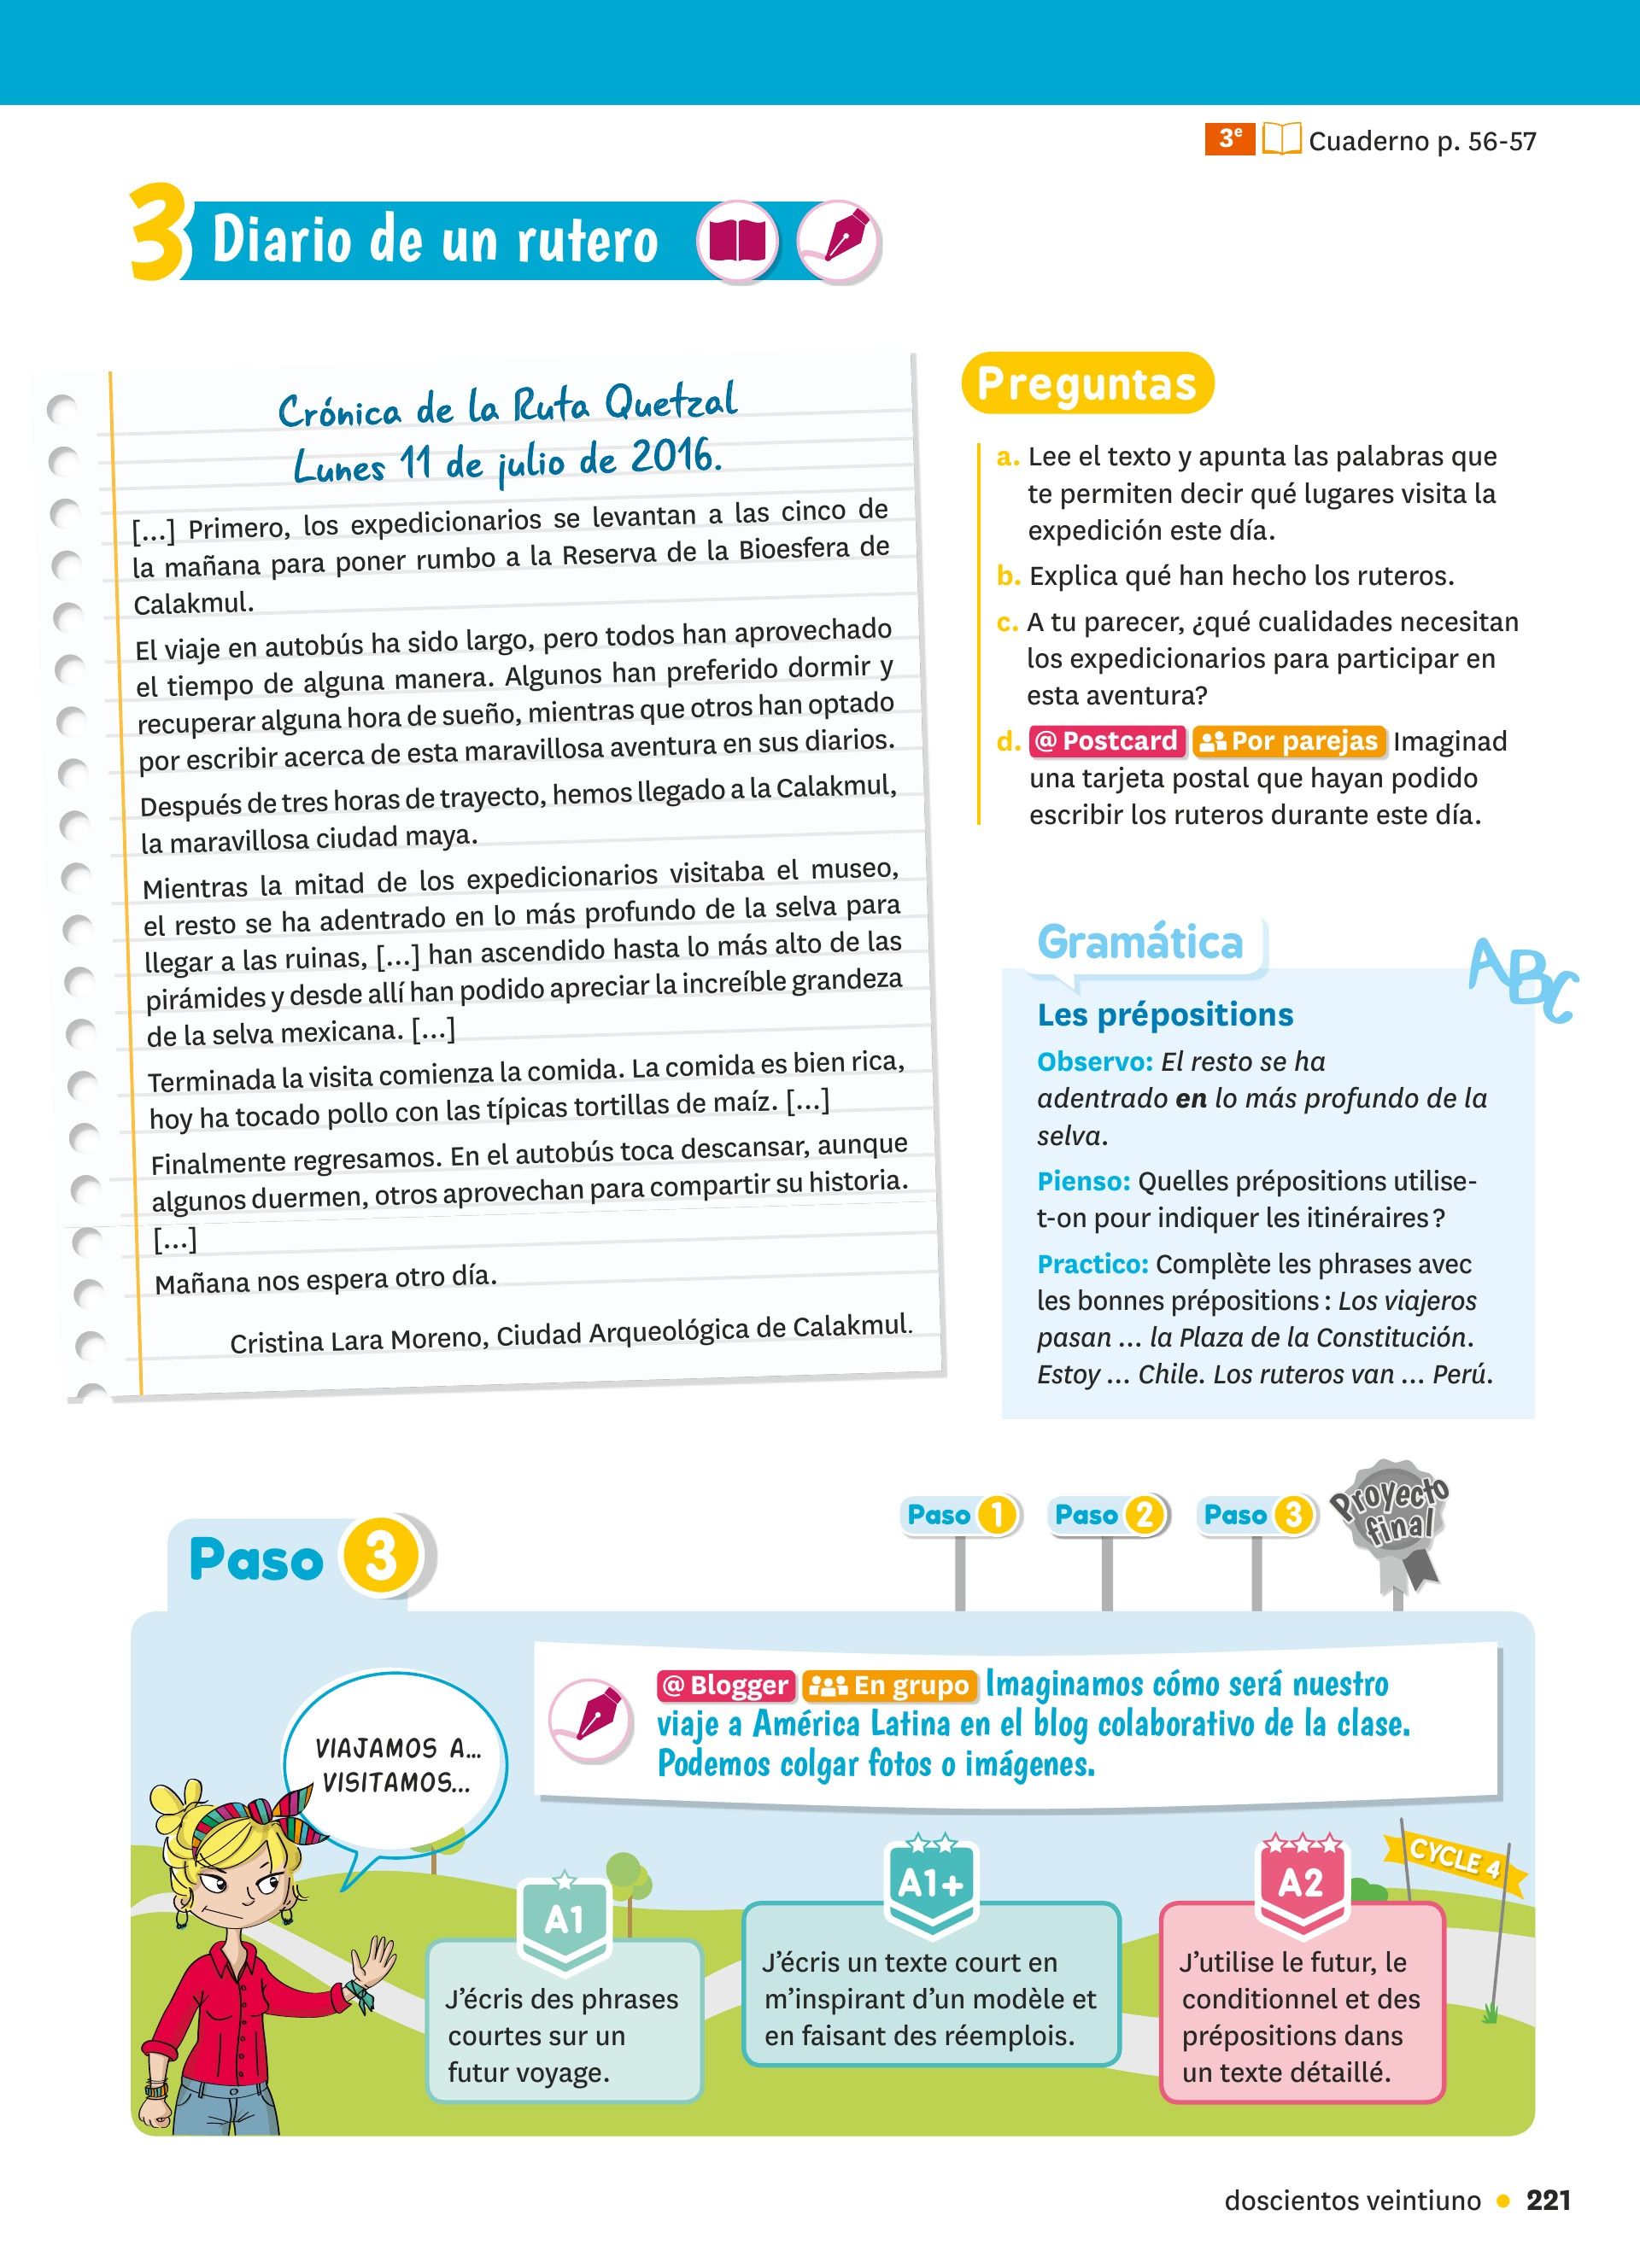 3e Cuaderno p. 56-57
3 Diario de un rutero
Crónica de la Ruta Quetzal
Lunes 11 de julio de 2016.
[...] Primero, los expedicionarios se levantan a las cinco de
la mañana para poner rumbo a la Reserva de la Bioesfera de
Calakmul.
El viaje en autobús ha sido largo, pero todos han aprovechado
el tiempo de alguna manera. Algunos han preferido dormir y
recuperar alguna hora de sueño, mientras que otros han optado
por escribir acerca de esta maravillosa aventura en sus diarios.
Después de tres horas de trayecto, hemos llegado a la Calakmul,
la maravillosa ciudad maya.
Mientras la mitad de los expedicionarios visitaba el museo,
el resto se ha adentrado en lo más profundo de la selva para
llegar a las ruinas, [...] han ascendido hasta lo más alto de las
pirámides y desde allí han podido apreciar la increíble grandeza
de la selva mexicana. [...]
Terminada la visita comienza la comida. La comida es bien rica,
hoy ha tocado pollo con las típicas tortillas de maíz. [...]
Finalmente regresamos. En el autobús toca descansar, aunque
algunos duermen, otros aprovechan para compartir su historia.
[...]
Mañana nos espera otro día.
Cristina Lara Moreno, Ciudad Arqueológica de Calakmul.
Preguntas
a. Lee el texto y apunta las palabras que
te permiten decir qué lugares visita la
expedición este día.
b. Explica qué han hecho los ruteros.
c. A tu parecer, ¿qué cualidades necesitan
los expedicionarios para participar en
esta aventura?
d. @ Postcard Por parejas Imaginad
una tarjeta postal que hayan podido
escribir los ruteros durante este día.
Gramática
ABC
Les prépositions
Observo: El resto se ha
adentrado en lo más profundo de la
selva.
Pienso: Quelles prépositions utilise-
t-on pour indiquer les itinéraires ?
Practico: Complète les phrases avec
les bonnes prépositions : Los viajeros
pasan ... la Plaza de la Constitución.
Estoy ... Chile. Los ruteros van ... Perú.
Paso 1 Paso 2 Paso 3 Proyecto
final
Paso 3
@ Blogger En grupo Imaginamos cómo será nuestro
viaje a América Latina en el blog colaborativo de la clase.
Podemos colgar fotos o imágenes.
VIAJAMOS A...
VISITAMOS...
A1
J'écris des phrases
courtes sur un
futur voyage.
A1+
J'écris un texte court en
m'inspirant d'un modèle et
en faisant des réemplois.
A2
J'utilise le futur, le
conditionnel et des
prépositions dans
un texte détaillé.
CYCLE 4
doscientos veintiuno • 221